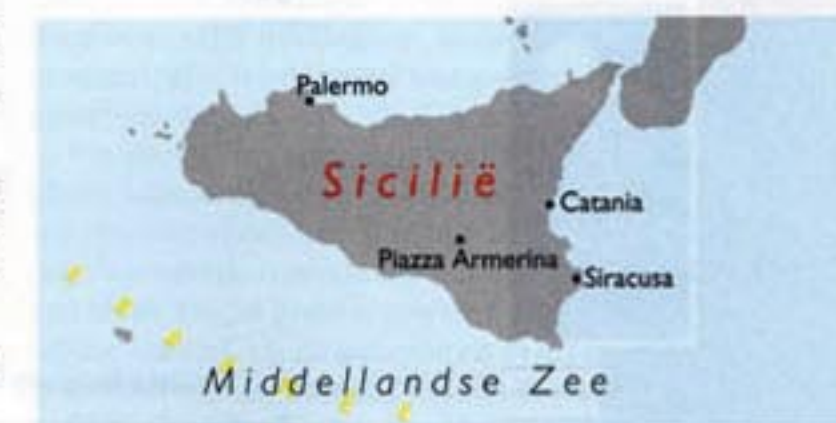 Palermo
Sicilië
Catania
Piazza Armerina
Siracusa
Middellandse Zee